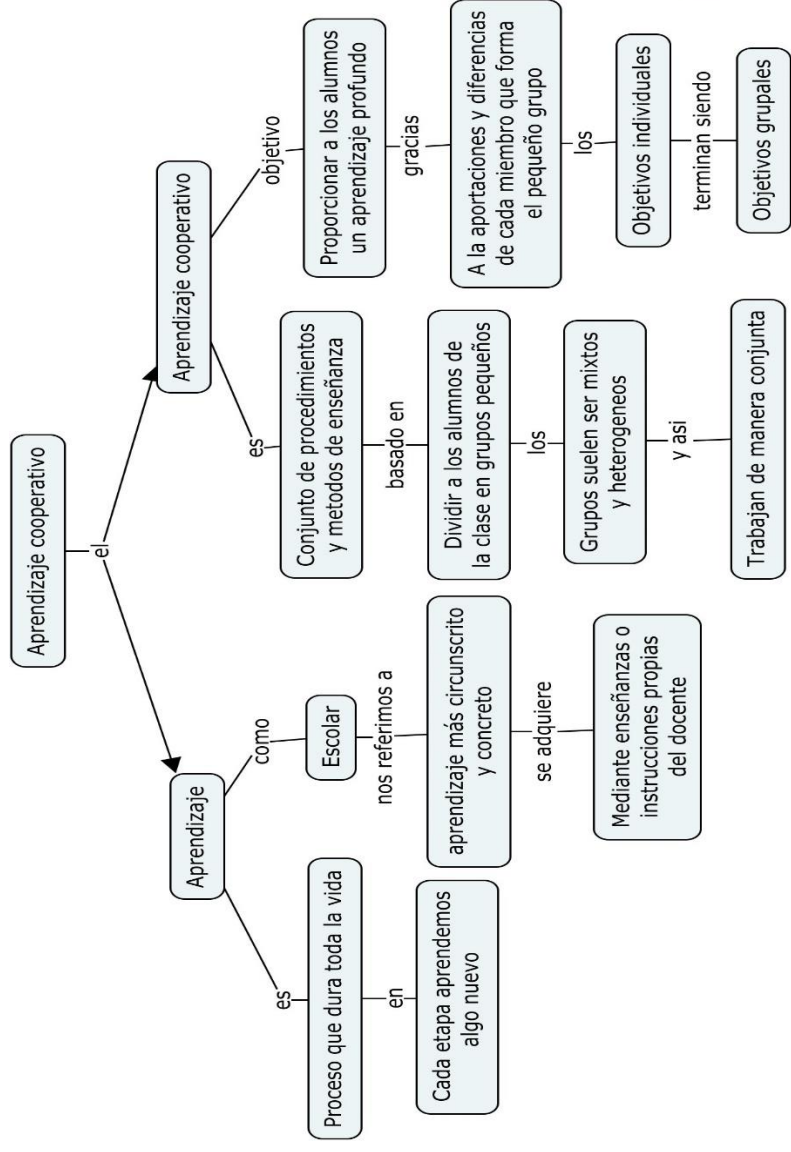 Aprendizaje cooperativo
el
Aprendizaje
es
Proceso que dura toda la vida
en
Cada etapa aprendemos
algo nuevo
como
Escolar
nos referimos a
aprendizaje más circunscrito
y concreto
se adquiere
Mediante enseñanzas o
instrucciones propias
del docente
Aprendizaje cooperativo
es
Conjunto de procedimientos
y metodos de enseñanza
basado en
Dividir a los alumnos de
la clase en grupos pequeños
los
Grupos suelen ser mixtos
y heterogeneos
y asi
Trabajan de manera conjunta
objetivo
Proporcionar a los alumnos
un aprendizaje profundo
gracias
A la aportaciones y diferencias
de cada miembro que forma
el pequeño grupo
los
Objetivos individuales
terminan siendo
Objetivos grupales